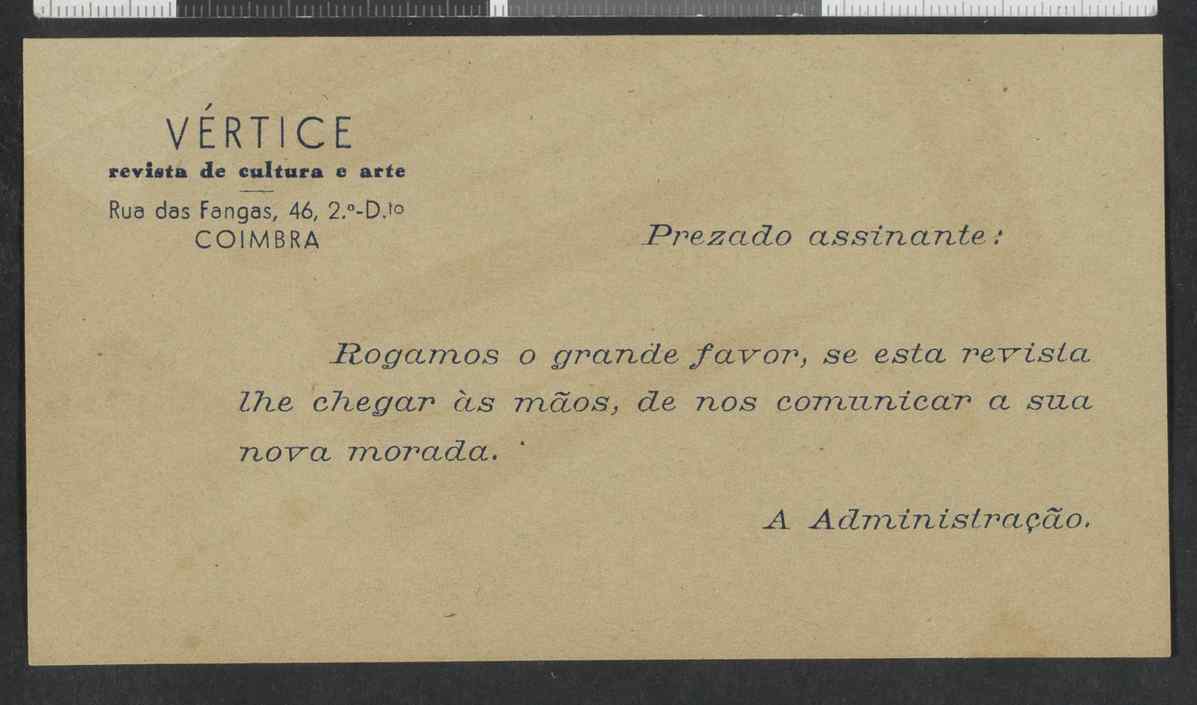 VÉRTICE
revista de cultura e arte
Rua das Fangas, 46, 2.º-D.to
COIMBRA
Prezado assinante:
Rogamos o grande favor, se esta revista
lhe chegar às mãos, de nos comunicar a sua
nova morada.
A Administração.